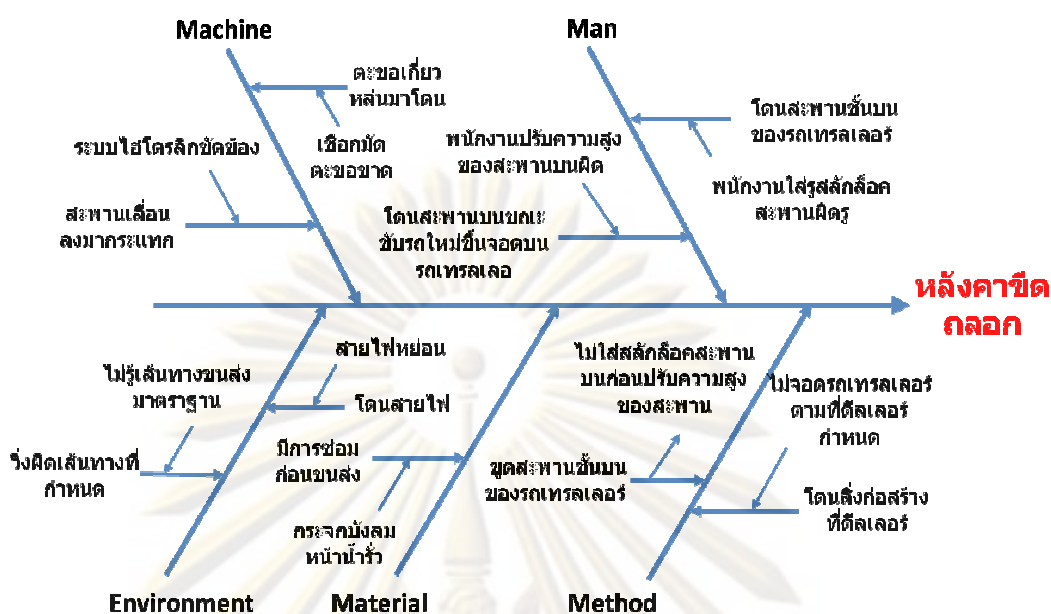 Machine
Man
ตะขอเกี่ยว
หล่นมาโดน
เชือกมัด
ตะขอขาด
ระบบไฮโดรลิกขัดข้อง
สะพานเลื่อน
ลงมากระแทก
โดนสะพานชั้นบน
ของรถเทรลเลอร์
พนักงานใส่รูสลักล็อค
สะพานผิดรู
พนักงานปรับความสูง
ของสะพานบนผิด
โดนสะพานบนขณะ
ขับรถใหม่ขึ้นจอดบน
รถเทรลเลอ
หลังคาขีด
ถลอก
สายไฟหย่อน
โดนสายไฟ
ไม่รู้เส้นทางขนส่ง
มาตราฐาน
วิ่งผิดเส้นทางที่
กำหนด
มีการซ่อม
ก่อนขนส่ง
กระจกบังลม
หน้าน้ำรั่ว
ไม่ใส่สลักล็อคสะพาน
บนก่อนปรับความสูง
ของสะพาน
ขูดสะพานชั้นบน
ของรถเทรลเลอร์
ไม่จอดรถเทรลเลอร์
ตามที่ดีลเลอร์
กำหนด
โดนสิ่งก่อสร้าง
ที่ดีลเลอร์
Environment
Material
Method